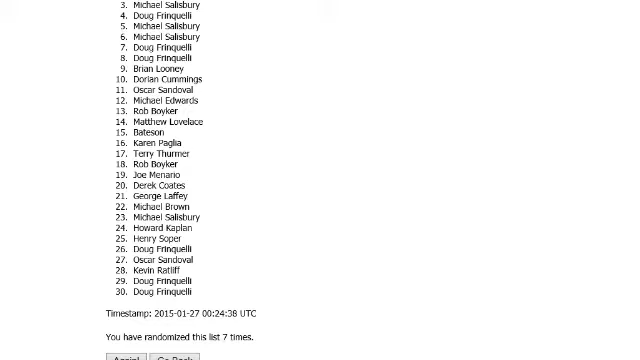 3. Michael Salisbury
4. Doug Frinquelli
5. Michael Salisbury
6. Michael Salisbury
7. Doug Frinquelli
8. Doug Frinquelli
9. Brian Looney
10. Dorian Cummings
11. Oscar Sandoval
12. Michael Edwards
13. Rob Boyker
14. Matthew Lovelace
15. Bateson
16. Karen Paglia
17. Terry Thurmer
18. Rob Boyker
19. Joe Menario
20. Derek Coates
21. George Laffey
22. Michael Brown
23. Michael Salisbury
24. Howard Kaplan
25. Henry Soper
26. Doug Frinquelli
27. Oscar Sandoval
28. Kevin Ratliff
29. Doug Frinquelli
30. Doug Frinquelli
Timestamp: 2015-01-27 00:24:38 UTC
You have randomized this list 7 times.
Again! Go Back